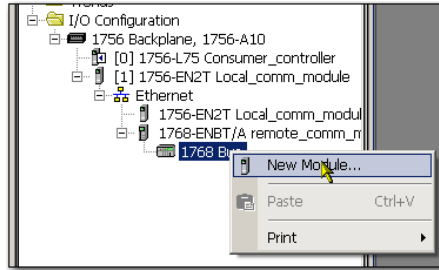 I/O Configuration
1756 Backplane, 1756-A10
[0] 1756-L75 Consumer_controller
[1] 1756-EN2T Local_comm_module
Ethernet
1756-EN2T Local_comm_modul
1768-ENBT/A remote_comm_m
1768
New Module...
Paste Ctrl+V
Print